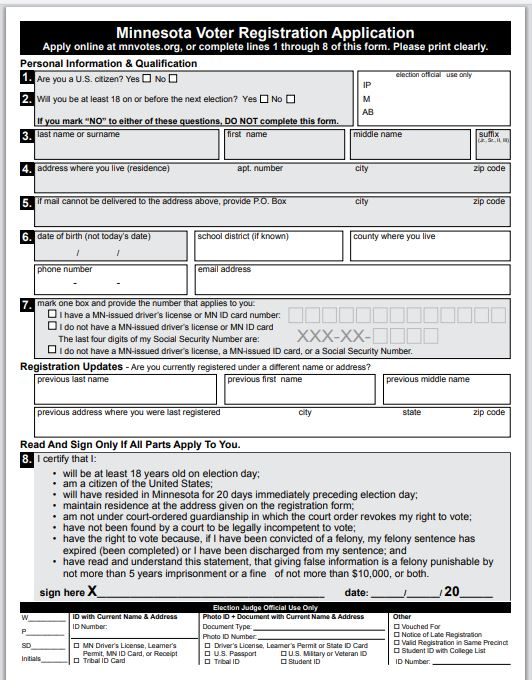 Minnesota Voter Registration Application
Apply online at mnvotes.org, or complete lines 1 through 8 of this form. Please print clearly.
Personal Information & Qualification
1. Are you a U.S. citizen? Yes No
2. Will you be at least 18 on or before the next election? Yes No
If you mark "NO" to either of these questions, DO NOT complete this form.
election official use only
IP
M
AB
3. last name or surname first name middle name suffix
(Jr., Sr., II, III)
4. address where you live (residence) apt. number city zip code
5. if mail cannot be delivered to the address above, provide P.O. Box city zip code
6. date of birth (not today's date) school district (if known) county where you live
/ /
phone number email address
- -
7. mark one box and provide the number that applies to you:
I have a MN-issued driver's license or MN ID card number:
I do not have a MN-issued driver's license or MN ID card
The last four digits of my Social Security Number are: XXX-XX-
I do not have a MN-issued driver's license, a MN-issued ID card, or a Social Security Number.
Registration Updates - Are you currently registered under a different name or address?
previous last name previous first name previous middle name
previous address where you were last registered city state zip code
Read And Sign Only If All Parts Apply To You.
8. I certify that I:
• will be at least 18 years old on election day;
• am a citizen of the United States;
• will have resided in Minnesota for 20 days immediately preceding election day;
• maintain residence at the address given on the registration form;
• am not under court-ordered guardianship in which the court order revokes my right to vote;
• have not been found by a court to be legally incompetent to vote;
• have the right to vote because, if I have been convicted of a felony, my felony sentence has
expired (been completed) or I have been discharged from my sentence; and
• have read and understand this statement, that giving false information is a felony punishable by
not more than 5 years imprisonment or a fine of not more than $10,000, or both.
sign here X date: / / 20
Election Judge Official Use Only
W
P
SD
Initials
ID with Current Name & Address
ID Number:
MN Driver's License, Learner's
Permit, MN ID Card, or Receipt
Tribal ID Card
Photo ID + Document with Current Name & Address
Document Type:
Photo ID Number:
Driver's License, Learner's Permit or State ID Card
U.S. Passport U.S. Military or Veteran ID
Tribal ID Student ID
Other
Vouched For
Notice of Late Registration
Valid Registration in Same Precinct
Student ID with College List
ID Number: